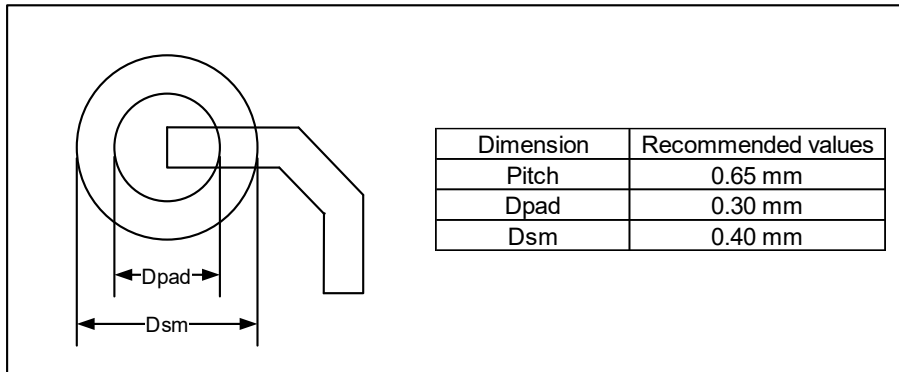 Dimension Recommended values
Pitch 0.65 mm
Dpad 0.30 mm
Dsm 0.40 mm
Dpad
Dsm